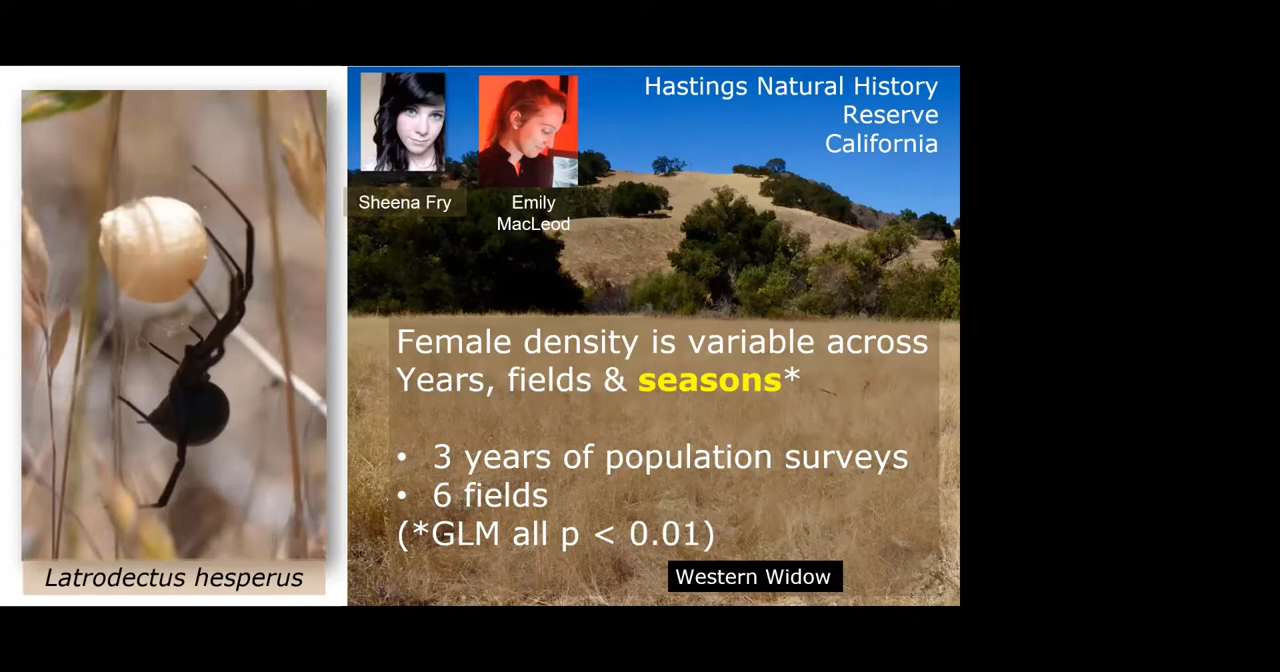 Hastings Natural History
Reserve
California
Sheena Fry
Emily
MacLeod
Female density is variable across
Years, fields & seasons*
• 3 years of population surveys
• 6 fields
(*GLM all p < 0.01)
Western Widow
Latrodectus hesperus